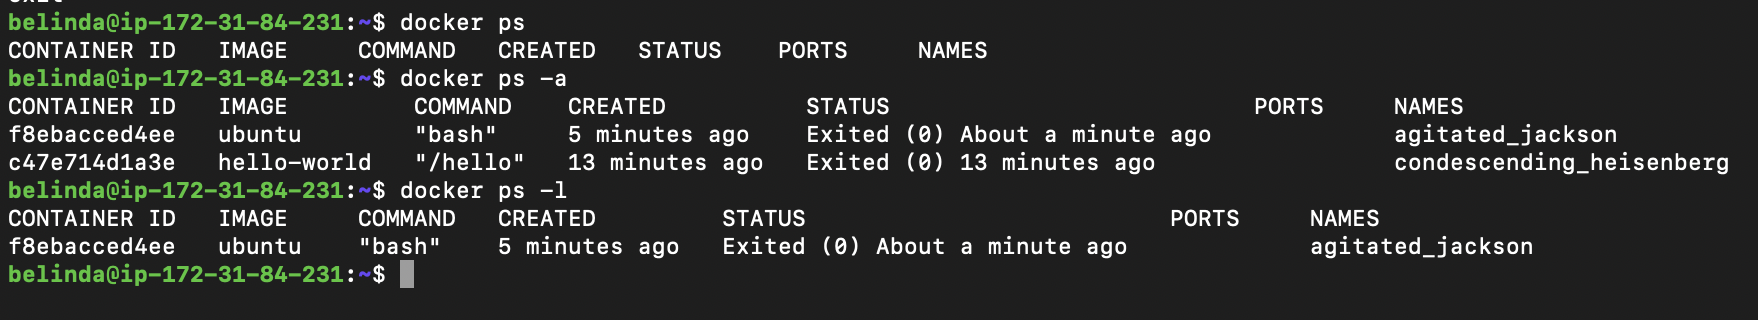 exit
belinda@ip-172-31-84-231:~$ docker ps
CONTAINER ID   IMAGE     COMMAND   CREATED   STATUS    PORTS     NAMES
belinda@ip-172-31-84-231:~$ docker ps -a
CONTAINER ID   IMAGE         COMMAND    CREATED          STATUS                          PORTS     NAMES
f8ebacced4ee   ubuntu        "bash"     5 minutes ago    Exited (0) About a minute ago             agitated_jackson
c47e714d1a3e   hello-world   "/hello"   13 minutes ago   Exited (0) 13 minutes ago                 condescending_heisenberg
belinda@ip-172-31-84-231:~$ docker ps -l
CONTAINER ID   IMAGE     COMMAND   CREATED         STATUS                          PORTS     NAMES
f8ebacced4ee   ubuntu    "bash"    5 minutes ago   Exited (0) About a minute ago             agitated_jackson
belinda@ip-172-31-84-231:~$